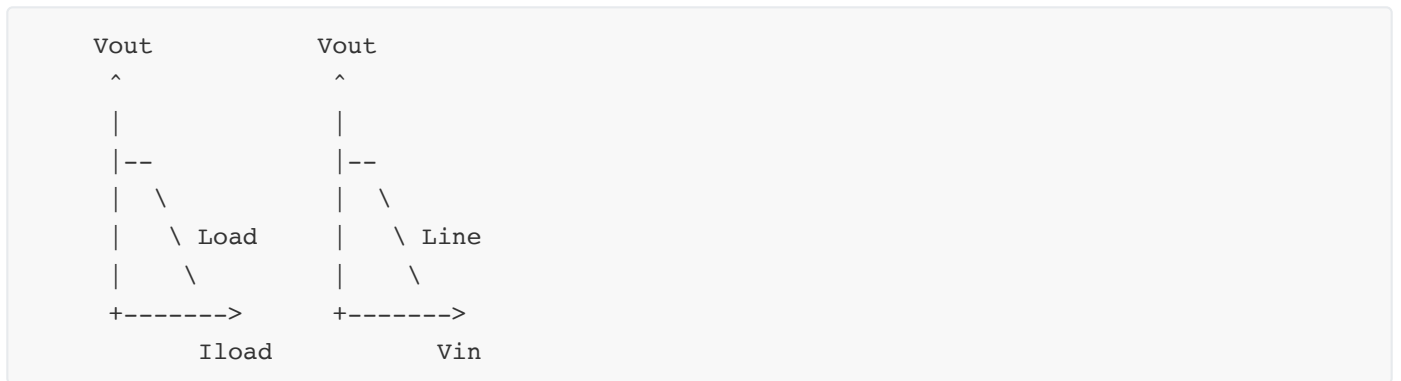 Vout            Vout
     ^               ^
     |               |
     |--             |--
     |  \            |  \
     |   \ Load      |   \ Line
     |    \          |    \
     +------->       +------->
           Iload           Vin